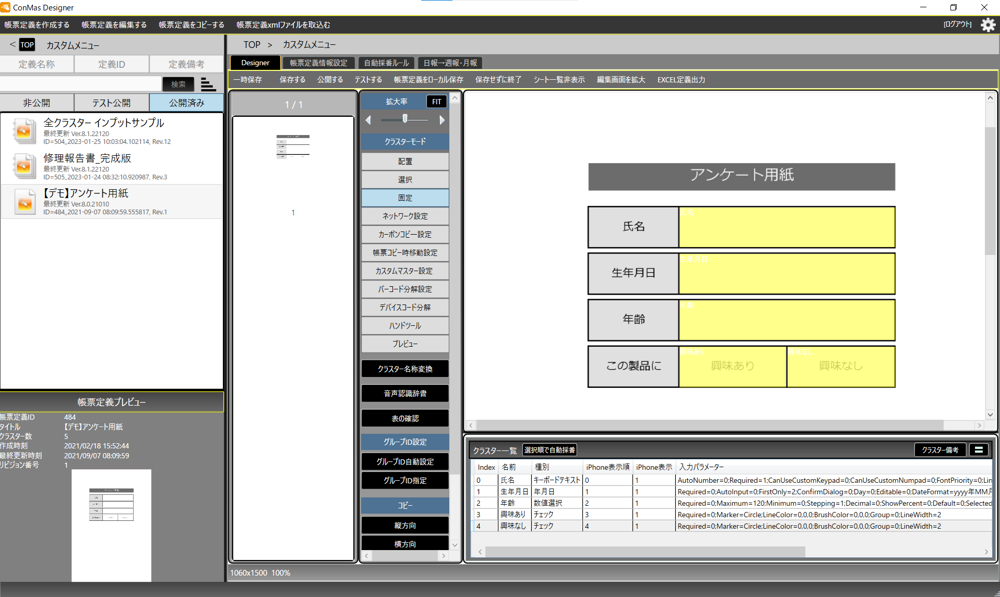 ConMas Designer
帳票定義を作成する 帳票定義を編集する 帳票定義をコピーする 帳票定義xmlファイルを取込む [ログアウト]
< TOP カスタムメニュー
定義名称 定義ID 定義備考
検索
非公開 テスト公開 公開済み
全クラスター インプットサンプル
最終更新 Ver.8.1.22120
ID=504,,2023-01-25 10:03:04.102114, Rev.12
修理報告書_完成版
最終更新 Ver.8.1.22120
ID=505,,2023-01-24 08:32:10.920987, Rev.3
【デモ】アンケート用紙
最終更新 Ver.8.0.21010
ID=484,,2021-09-07 08:09:59.555817, Rev.1
帳票定義プレビュー
帳票定義ID 484
タイトル 【デモ】アンケート用紙
クラスター数 5
作成時刻 2021/02/18 15:52:44
最終更新時刻 2021/09/07 08:09:59
リビジョン番号 1
TOP > カスタムメニュー
Designer 帳票定義情報設定 自動採番ルール 日報→週報・月報
一時保存 保存する 公開する テストする 帳票定義をローカル保存 保存せずに終了 シート一覧非表示 編集画面を拡大 EXCEL定義出力
1 / 1
1
拡大率 FIT
クラスターモード
配置
選択
固定
ネットワーク設定
カーボンコピー設定
帳票コピー時移動設定
カスタムマスター設定
バーコード分解設定
デバイスコード分解
ハンドツール
プレビュー
クラスター名称変換
音声認識辞書
表の確認
グループID設定
グループID自動設定
グループID指定
コピー
縦方向
横方向
アンケート用紙
氏名 氏名
生年月日 生年月日
年齢 年齢
この製品に 興味あり 興味あり 興味なし 興味なし
クラスター一覧 選択順で自動採番 クラスター備考
Index 名前 種別 iPhone表示順 iPhone表示 入力パラメーター
0 氏名 キーボードテキスト 0 1 AutoNumber=0;Required=1;CanUseCustomKeypad=0;CanUseCustomNumpad=0;FontPriority=0;Lin
1 生年月日 年月日 1 1 Required=0;AutoInput=0;FirstOnly=2;ConfirmDialog=0;Day=0;Editable=0;DateFormat=yyyy年MM月
2 年齢 数値選択 2 1 Required=0;Maximum=120;Minimum=0;Stepping=1;Decimal=0;ShowPercent=0;Default=0;Selected
3 興味あり チェック 3 1 Required=0;Marker=Circle;LineColor=0,0,0;BrushColor=0,0,0;Group=0;LineWidth=2
4 興味なし チェック 4 1 Required=0;Marker=Circle;LineColor=0,0,0;BrushColor=0,0,0;Group=0;LineWidth=2
1060x1500 100%